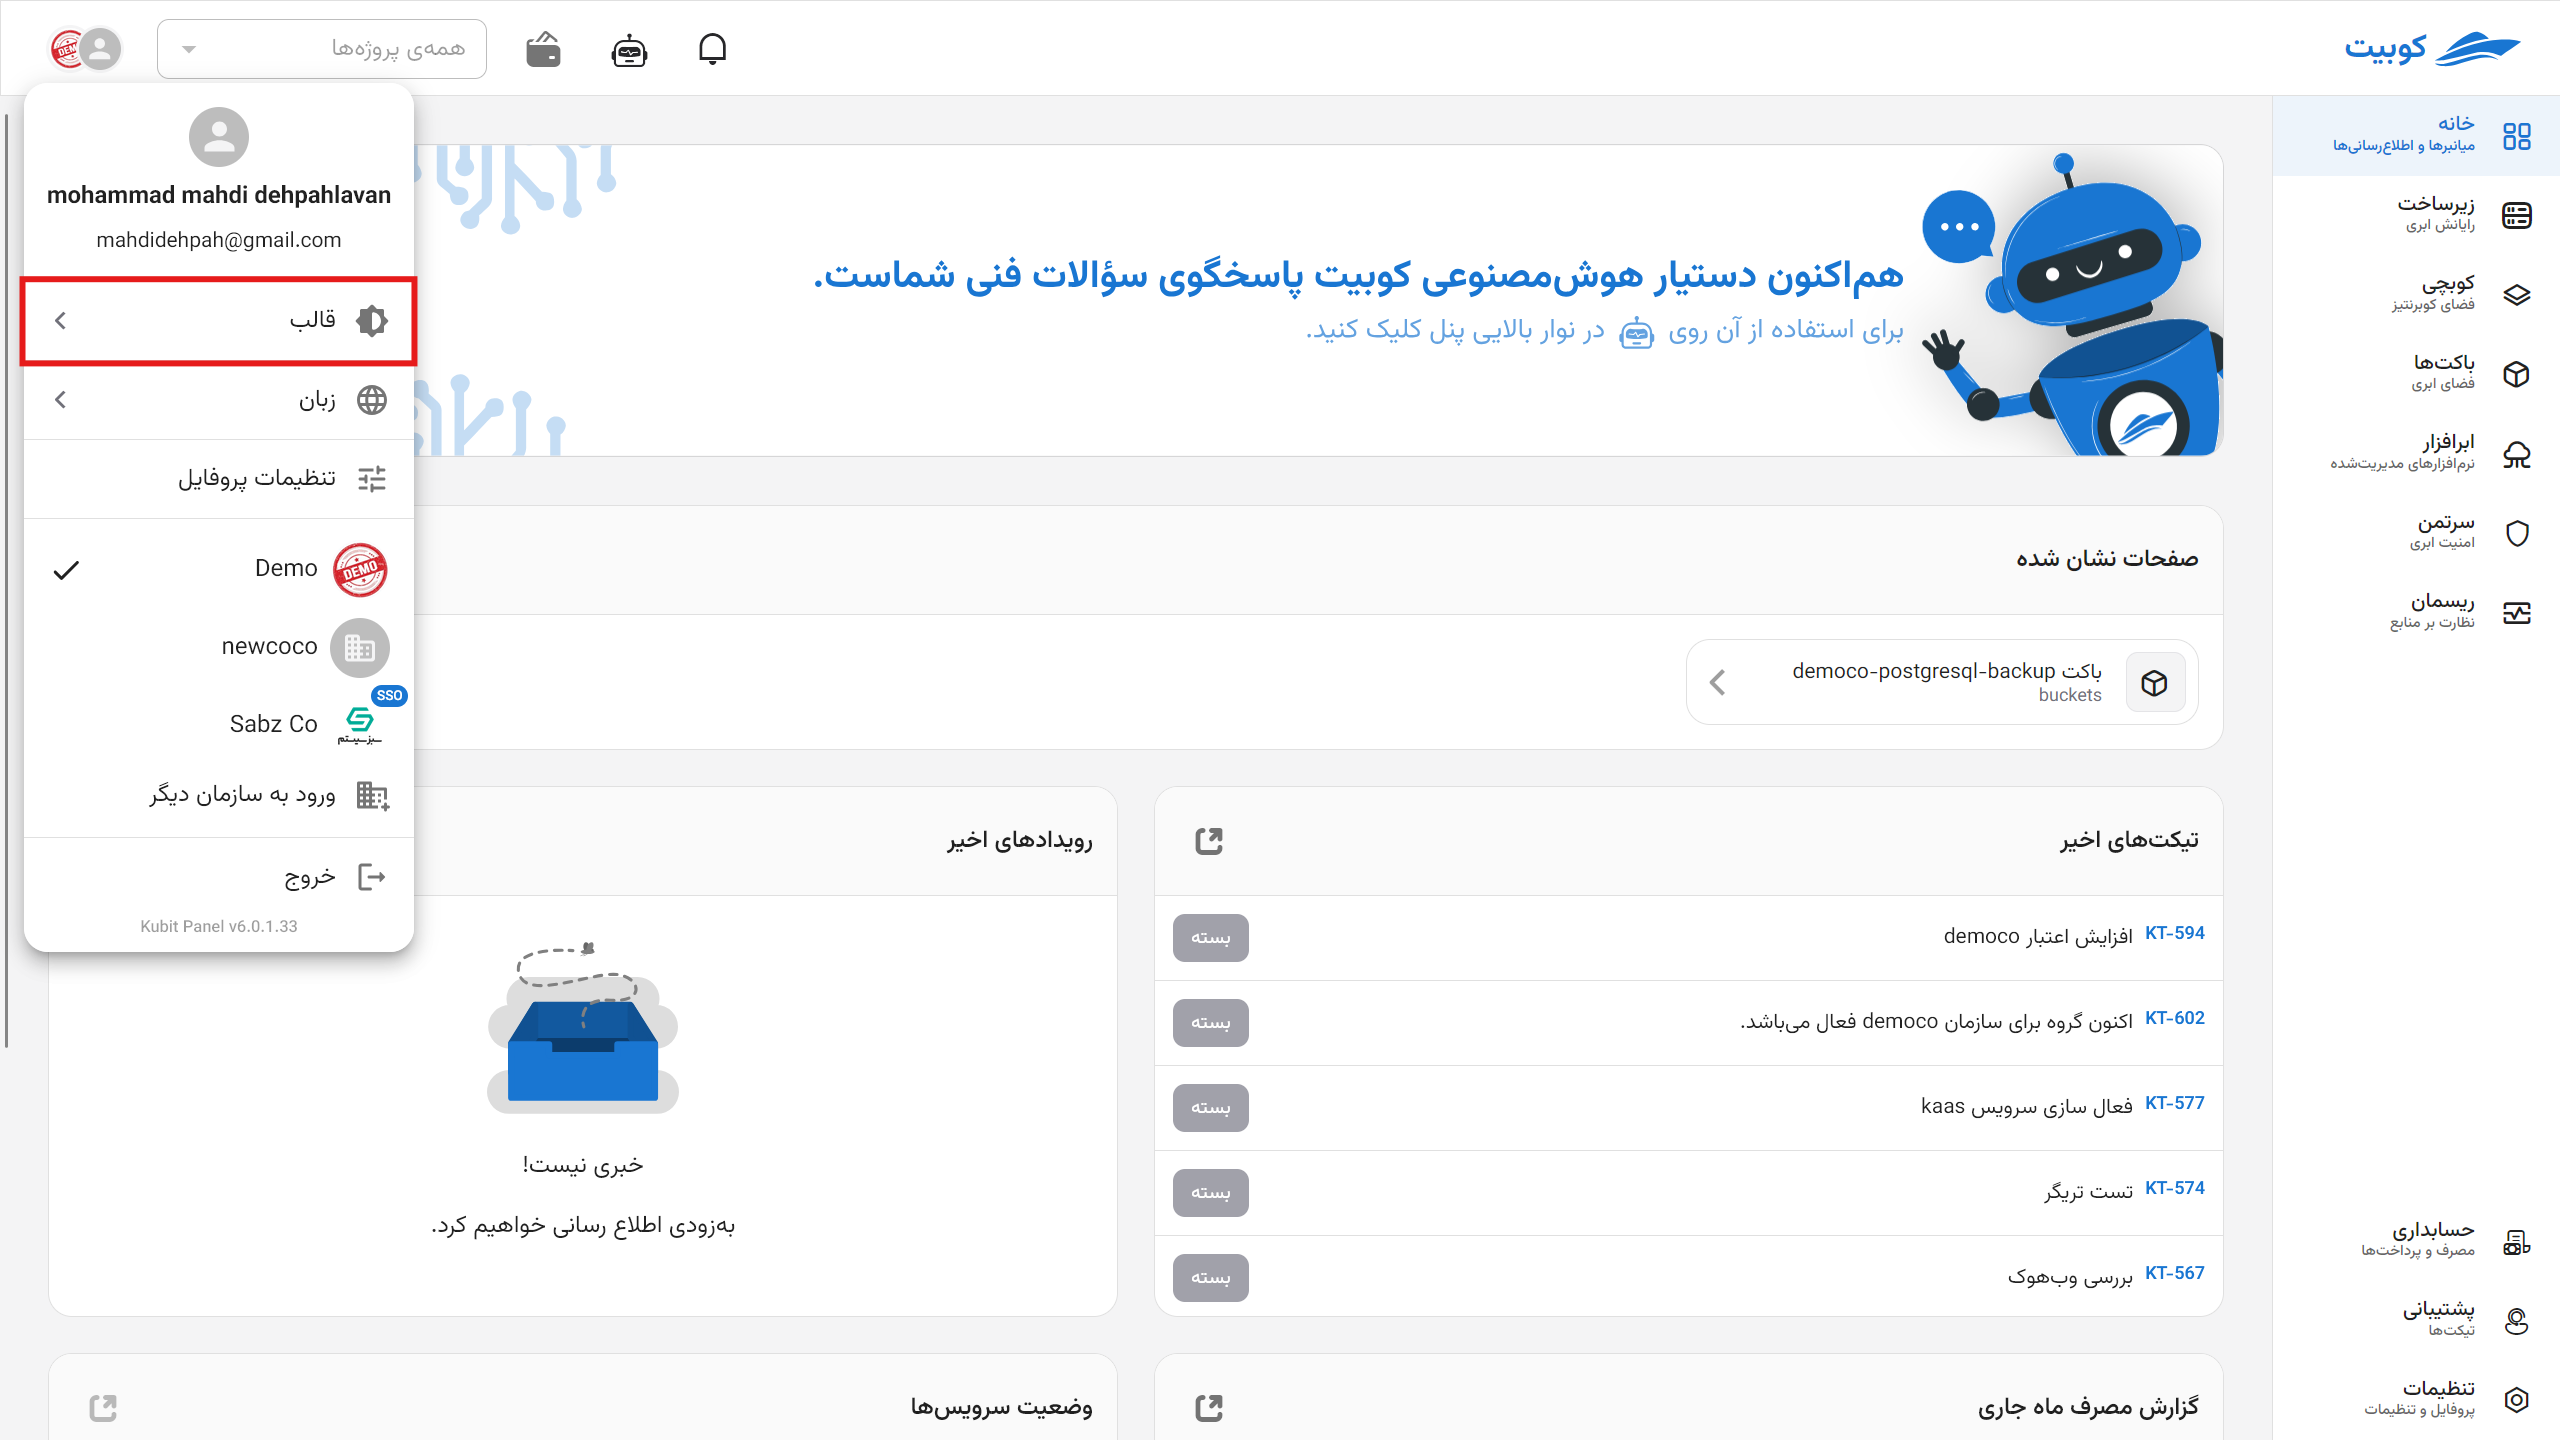 کوبیت
همه‌ی پروژه‌ها
DEMO
mohammad mahdi dehpahlavan
mahdidehpah@gmail.com
قالب
زبان
تنظیمات پروفایل
DEMO
Demo
newcoco
SSO
Sabz Co
ورود به سازمان دیگر
خروج
Kubit Panel v6.0.1.33
خانه
میانبرها و اطلاع‌رسانی‌ها
زیرساخت
رایانش ابری
کوبچی
فضای کوبرنتیز
باکت‌ها
فضای ابری
ابرافزار
نرم‌افزارهای مدیریت‌شده
سرتمن
امنیت ابری
ریسمان
نظارت بر منابع
حسابداری
مصرف و پرداخت‌ها
پشتیبانی
تیکت‌ها
تنظیمات
پروفایل و تنظیمات
هم‌اکنون دستیار هوش‌مصنوعی کوبیت پاسخگوی سؤالات فنی شماست.
برای استفاده از آن روی در نوار بالایی پنل کلیک کنید.
صفحات نشان شده
باکت democo-postgresql-backup
buckets
تیکت‌های اخیر
KT-594 افزایش اعتبار democo بسته
KT-602 اکنون گروه برای سازمان democo فعال می‌باشد. بسته
KT-577 فعال سازی سرویس kaas بسته
KT-574 تست تریگر بسته
KT-567 بررسی وب‌هوک بسته
رویدادهای اخیر
خبری نیست!
به‌زودی اطلاع رسانی خواهیم کرد.
گزارش مصرف ماه جاری
وضعیت سرویس‌ها